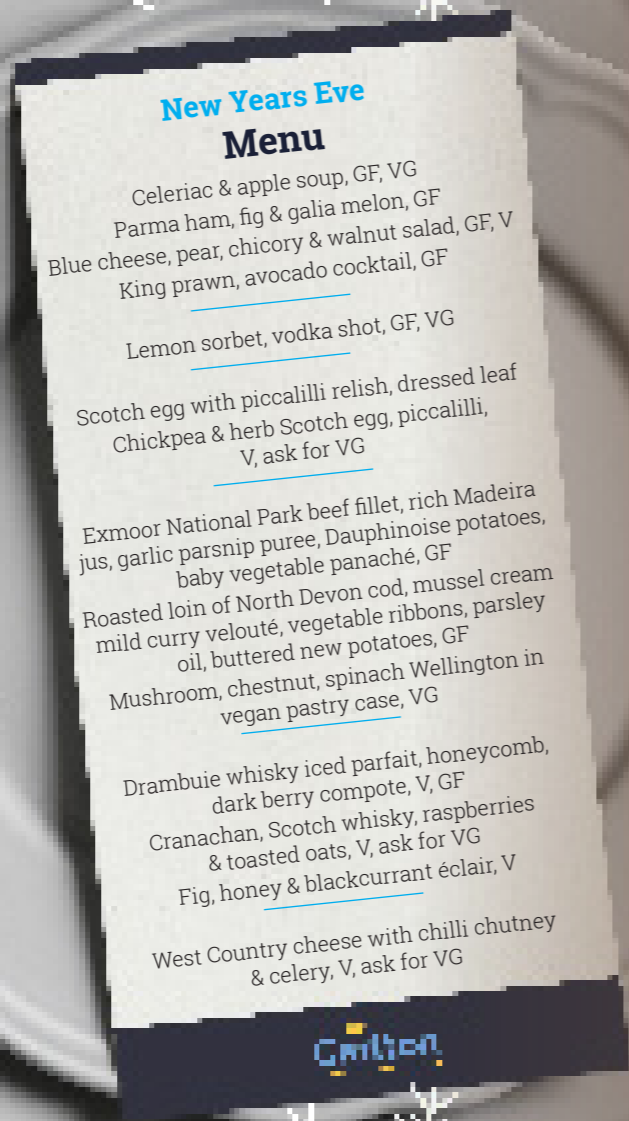 New Years Eve
Menu
Celeriac & apple soup, GF, VG
Parma ham, fig & galia melon, GF
Blue cheese, pear, chicory & walnut salad, GF, V
King prawn, avocado cocktail, GF
Lemon sorbet, vodka shot, GF, VG
Scotch egg with piccalilli relish, dressed leaf
Chickpea & herb Scotch egg, piccalilli,
V, ask for VG
Exmoor National Park beef fillet, rich Madeira
jus, garlic parsnip puree, Dauphinoise potatoes,
baby vegetable panaché, GF
Roasted loin of North Devon cod, mussel cream
mild curry velouté, vegetable ribbons, parsley
oil, buttered new potatoes, GF
Mushroom, chestnut, spinach Wellington in
vegan pastry case, VG
Drambuie whisky iced parfait, honeycomb,
dark berry compote, V, GF
Cranachan, Scotch whisky, raspberries
& toasted oats, V, ask for VG
Fig, honey & blackcurrant éclair, V
West Country cheese with chilli chutney
& celery, V, ask for VG